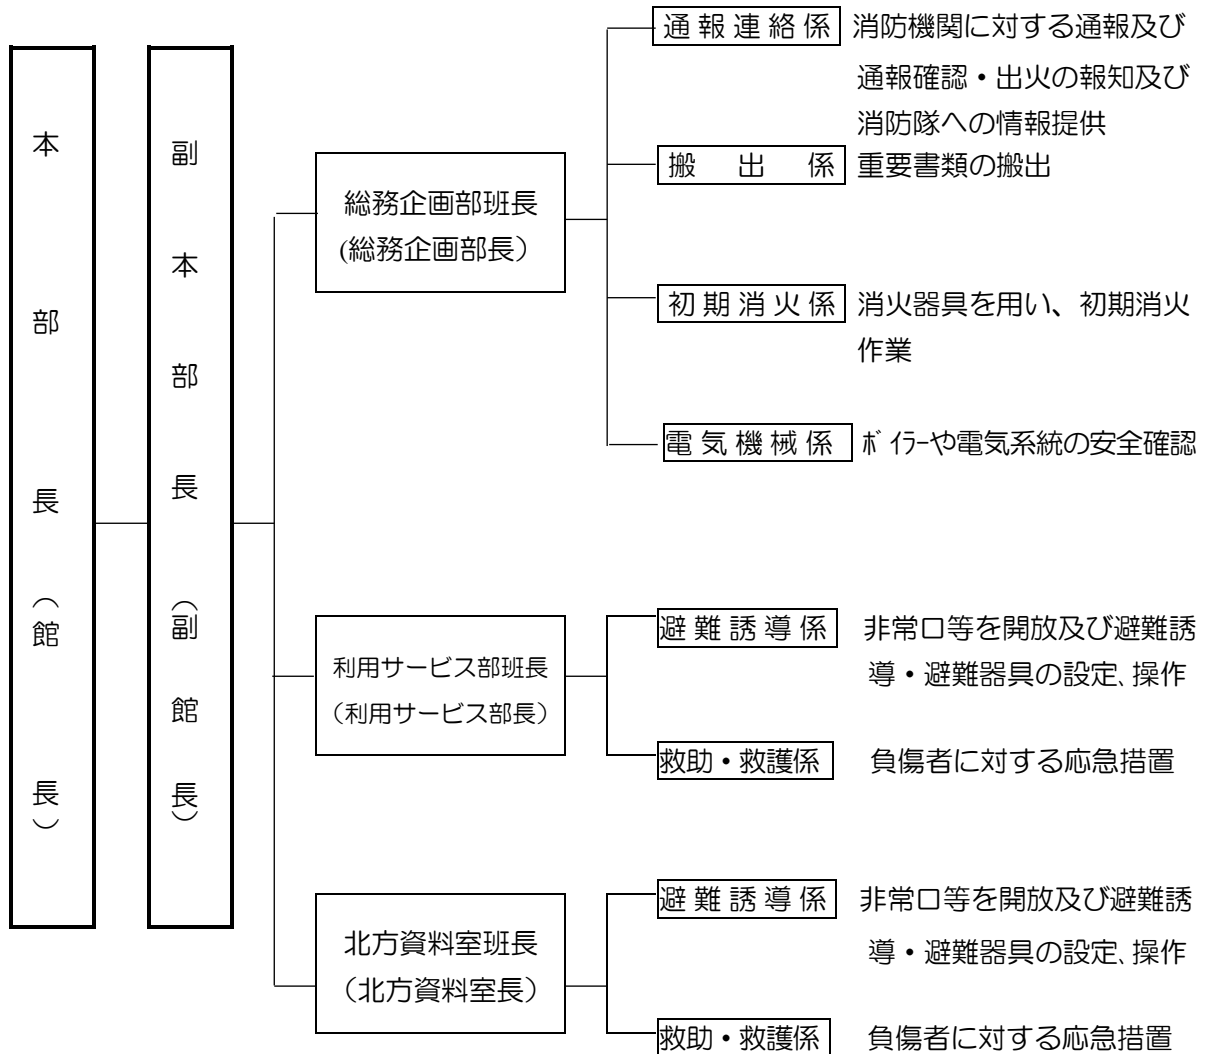 本部長（館長）
副本部長（副館長）
総務企画部班長
(総務企画部長）
通報連絡係 消防機関に対する通報及び
通報確認・出火の報知及び
消防隊への情報提供
搬出係 重要書類の搬出
初期消火係 消火器具を用い、初期消火
作業
電気機械係 ﾎﾞｲﾗｰや電気系統の安全確認
利用サービス部班長
（利用サービス部長）
避難誘導係 非常口等を開放及び避難誘
導・避難器具の設定、操作
救助・救護係 負傷者に対する応急措置
北方資料室班長
（北方資料室長）
避難誘導係 非常口等を開放及び避難誘
導・避難器具の設定、操作
救助・救護係 負傷者に対する応急措置